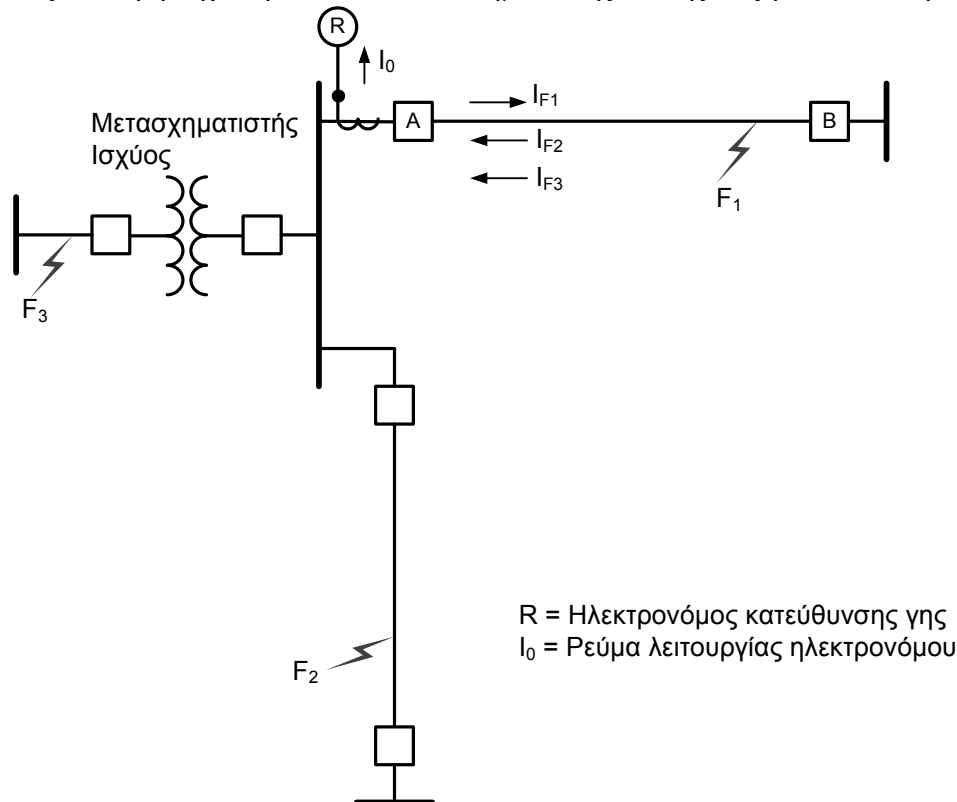 R
I0
A
IF1
B
Μετασχηματιστής
Ισχύος
IF2
IF3
F1
F3
R = Ηλεκτρονόμος κατεύθυνσης γης
I0 = Ρεύμα λειτουργίας ηλεκτρονόμου
F2